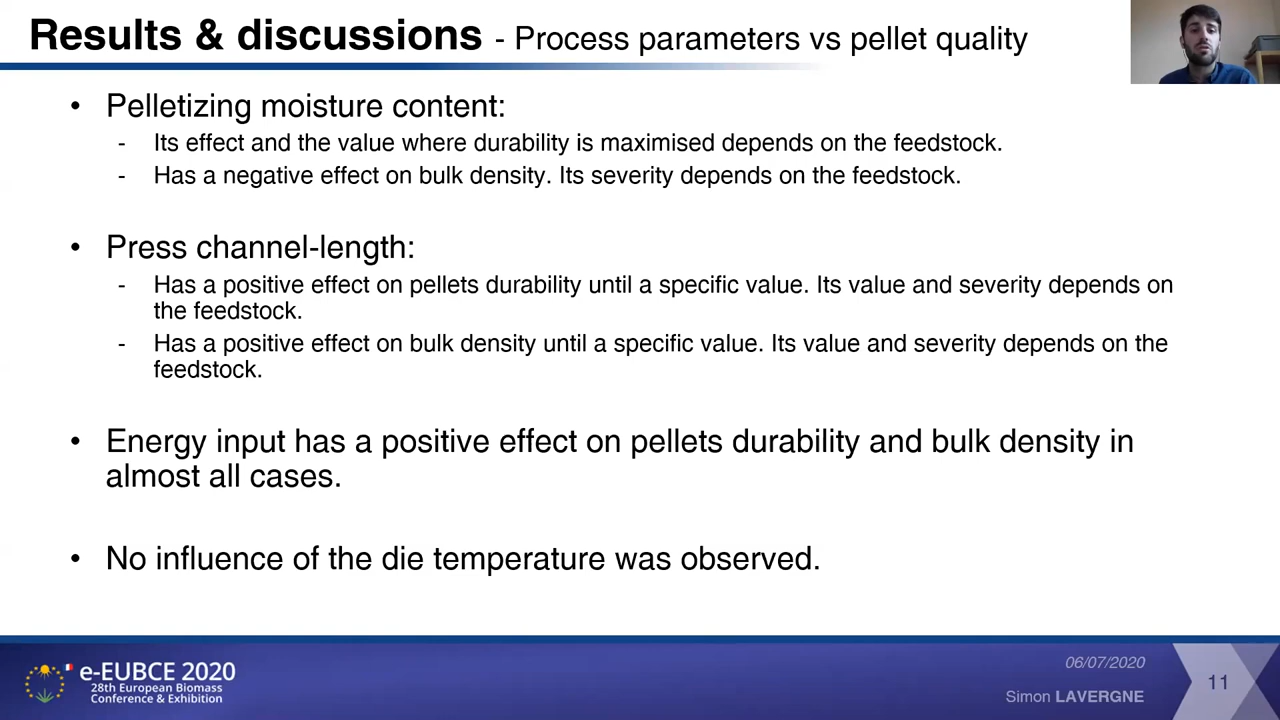 Results & discussions - Process parameters vs pellet quality
• Pelletizing moisture content:
- Its effect and the value where durability is maximised depends on the feedstock.
- Has a negative effect on bulk density. Its severity depends on the feedstock.
• Press channel-length:
- Has a positive effect on pellets durability until a specific value. Its value and severity depends on
the feedstock.
- Has a positive effect on bulk density until a specific value. Its value and severity depends on the
feedstock.
• Energy input has a positive effect on pellets durability and bulk density in
almost all cases.
• No influence of the die temperature was observed.
e-EUBCE 2020
28th European Biomass
Conference & Exhibition
06/07/2020
Simon LAVERGNE
11